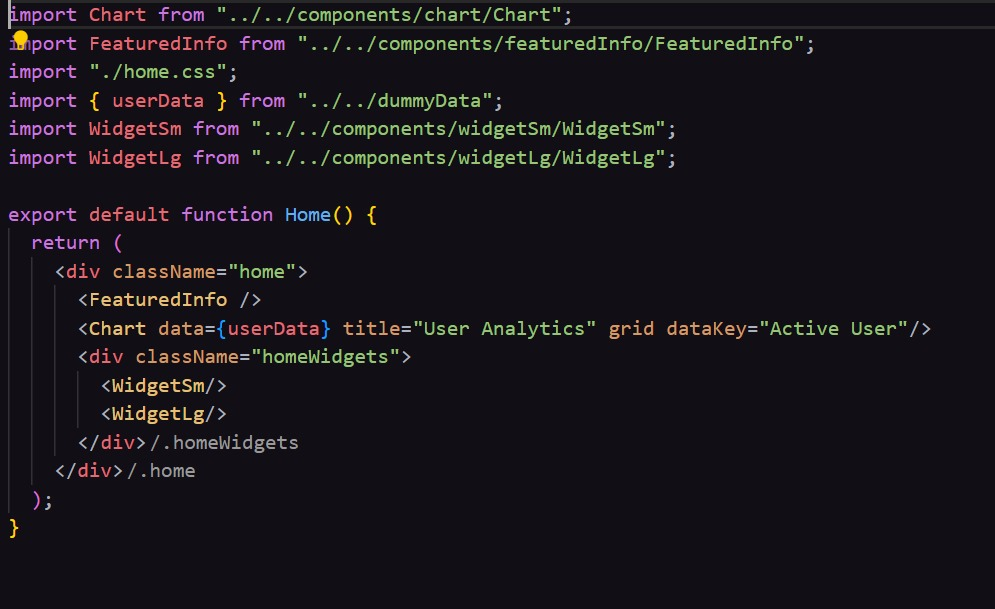 import Chart from "../../components/chart/Chart";
import FeaturedInfo from "../../components/featuredInfo/FeaturedInfo";
import "./home.css";
import { userData } from "../../dummyData";
import WidgetSm from "../../components/widgetSm/WidgetSm";
import WidgetLg from "../../components/widgetLg/WidgetLg";

export default function Home() {
  return (
    <div className="home">
      <FeaturedInfo />
      <Chart data={userData} title="User Analytics" grid dataKey="Active User"/>
      <div className="homeWidgets">
        <WidgetSm/>
        <WidgetLg/>
      </div>/.homeWidgets
    </div>/.home
  );
}